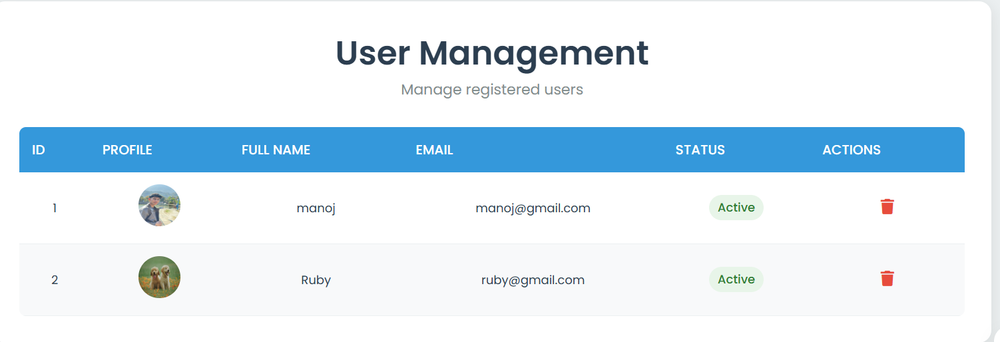 User Management
Manage registered users
ID PROFILE FULL NAME EMAIL STATUS ACTIONS
1 manoj manoj@gmail.com Active
2 Ruby ruby@gmail.com Active